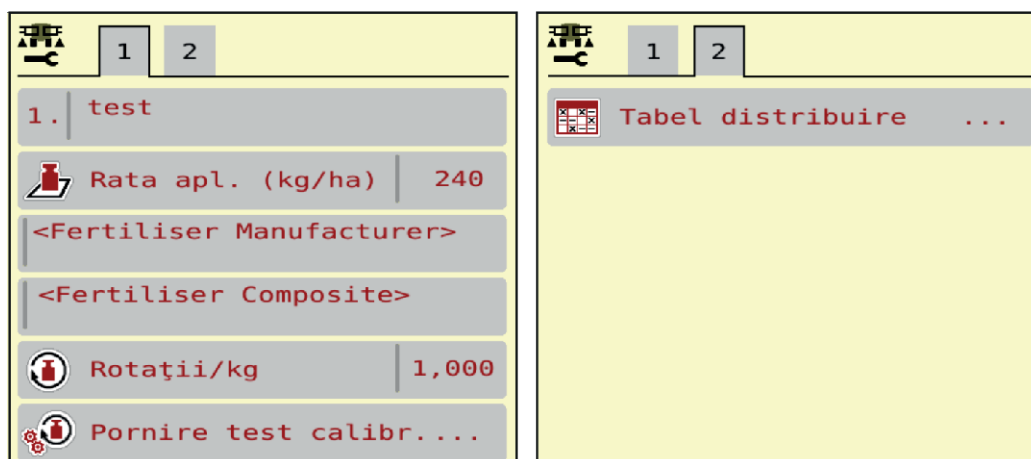 1 2
1. test
Rata apl. (kg/ha) 240
<Fertiliser Manufacturer>
<Fertiliser Composite>
Rotaţii/kg 1,000
Pornire test calibr....
1 2
Tabel distribuire ...